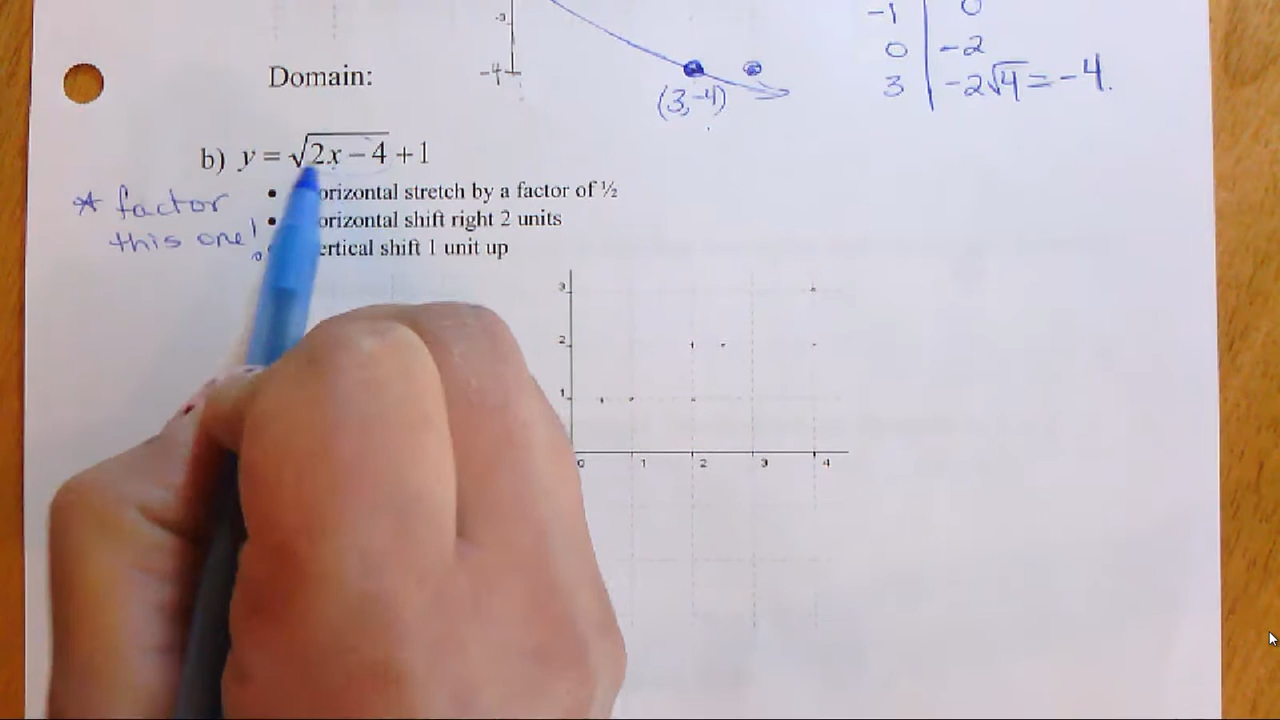 -3
-1 0
0 -2
3 -2√4 = -4.
Domain:
-4
(3,-4)
b) y = √2x − 4 + 1
* factor this one!
orizontal stretch by a factor of ½
orizontal shift right 2 units
ertical shift 1 unit up
3
2
1
0 1 2 3 4